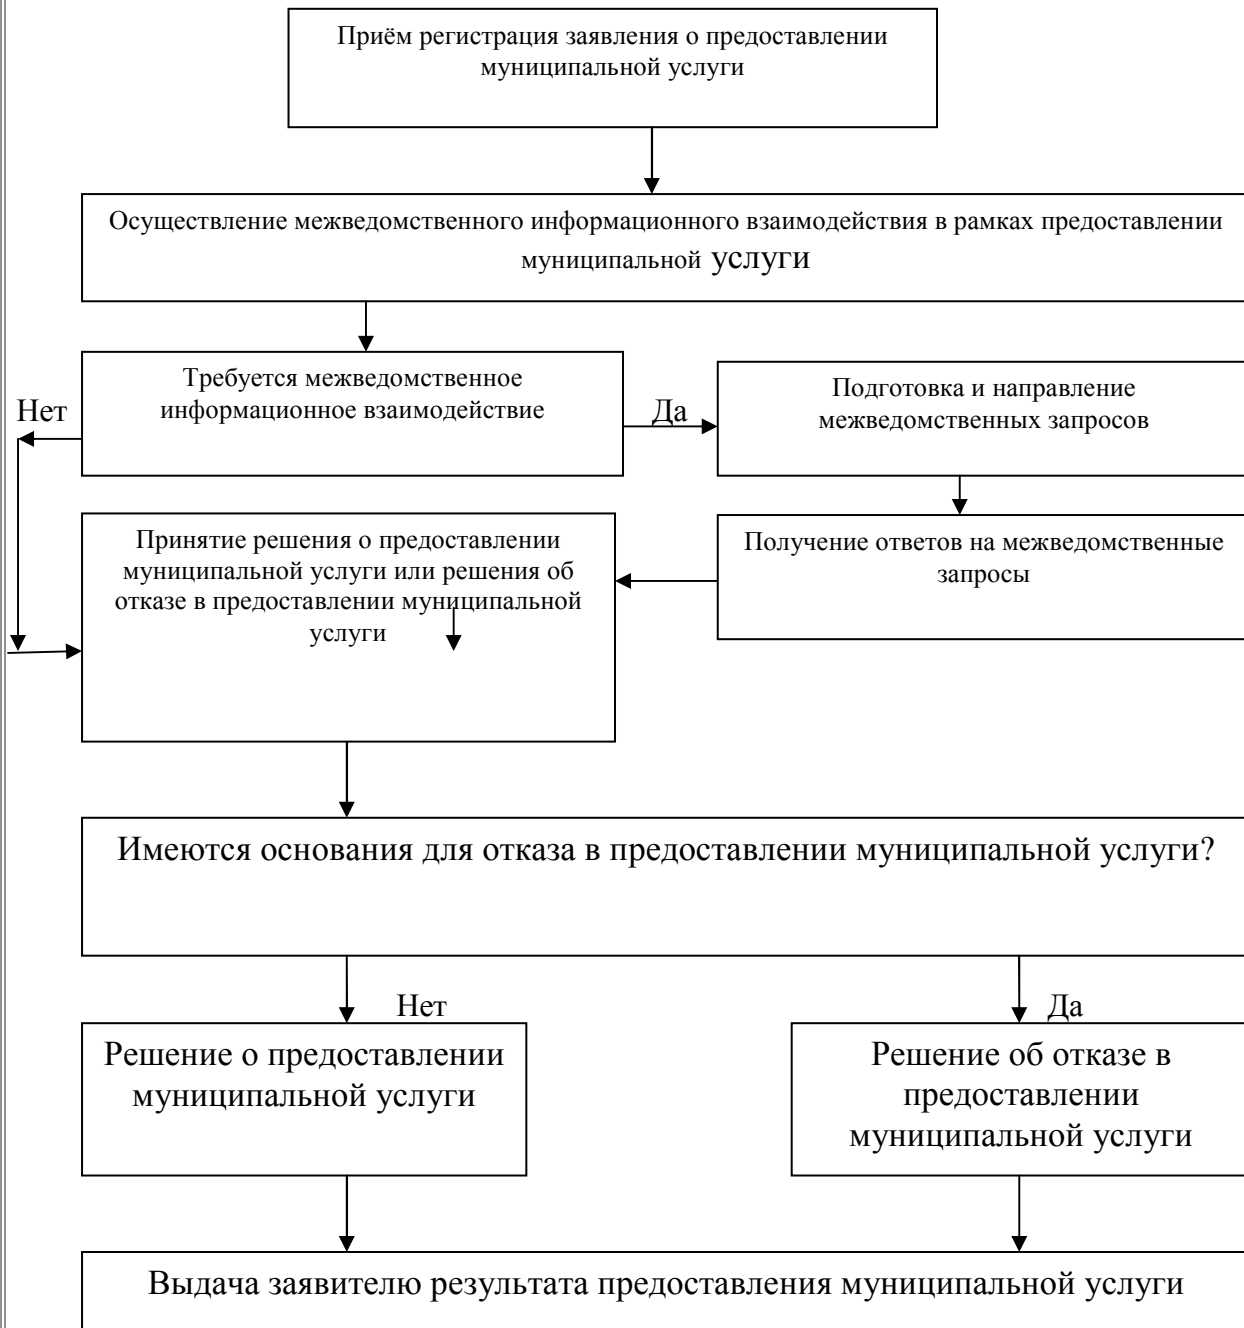 Приём регистрация заявления о предоставлении
муниципальной услуги
Осуществление межведомственного информационного взаимодействия в рамках предоставлении
муниципальной услуги
Требуется межведомственное
информационное взаимодействие
Нет
Да
Подготовка и направление
межведомственных запросов
Принятие решения о предоставлении
муниципальной услуги или решения об
отказе в предоставлении муниципальной
услуги
Получение ответов на межведомственные
запросы
Имеются основания для отказа в предоставлении муниципальной услуги?
Нет
Да
Решение о предоставлении
муниципальной услуги
Решение об отказе в
предоставлении
муниципальной услуги
Выдача заявителю результата предоставления муниципальной услуги